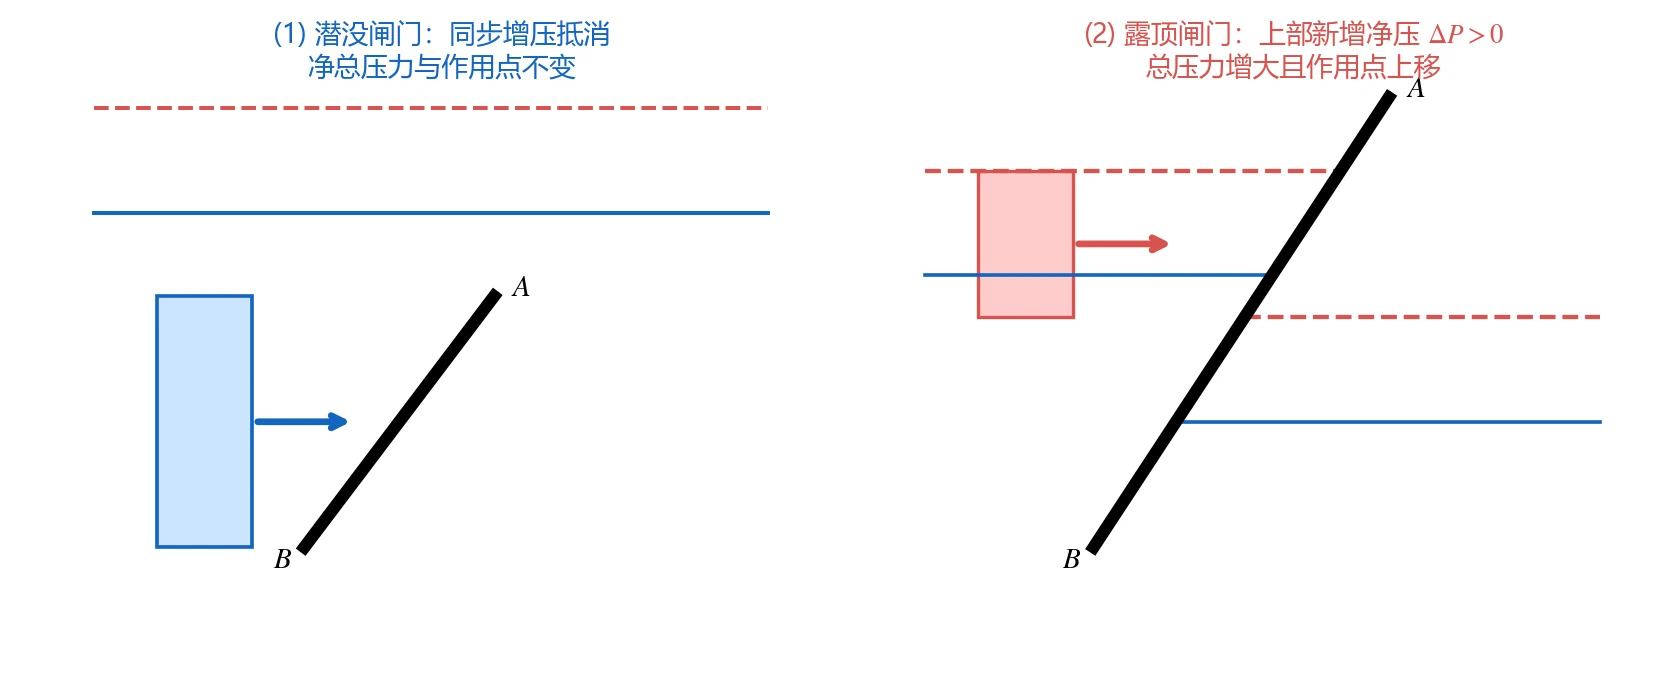 (1) 潜没闸门：同步增压抵消
净总压力与作用点不变
(2) 露顶闸门：上部新增净压 ΔP > 0
总压力增大且作用点上移
A
B
A
B